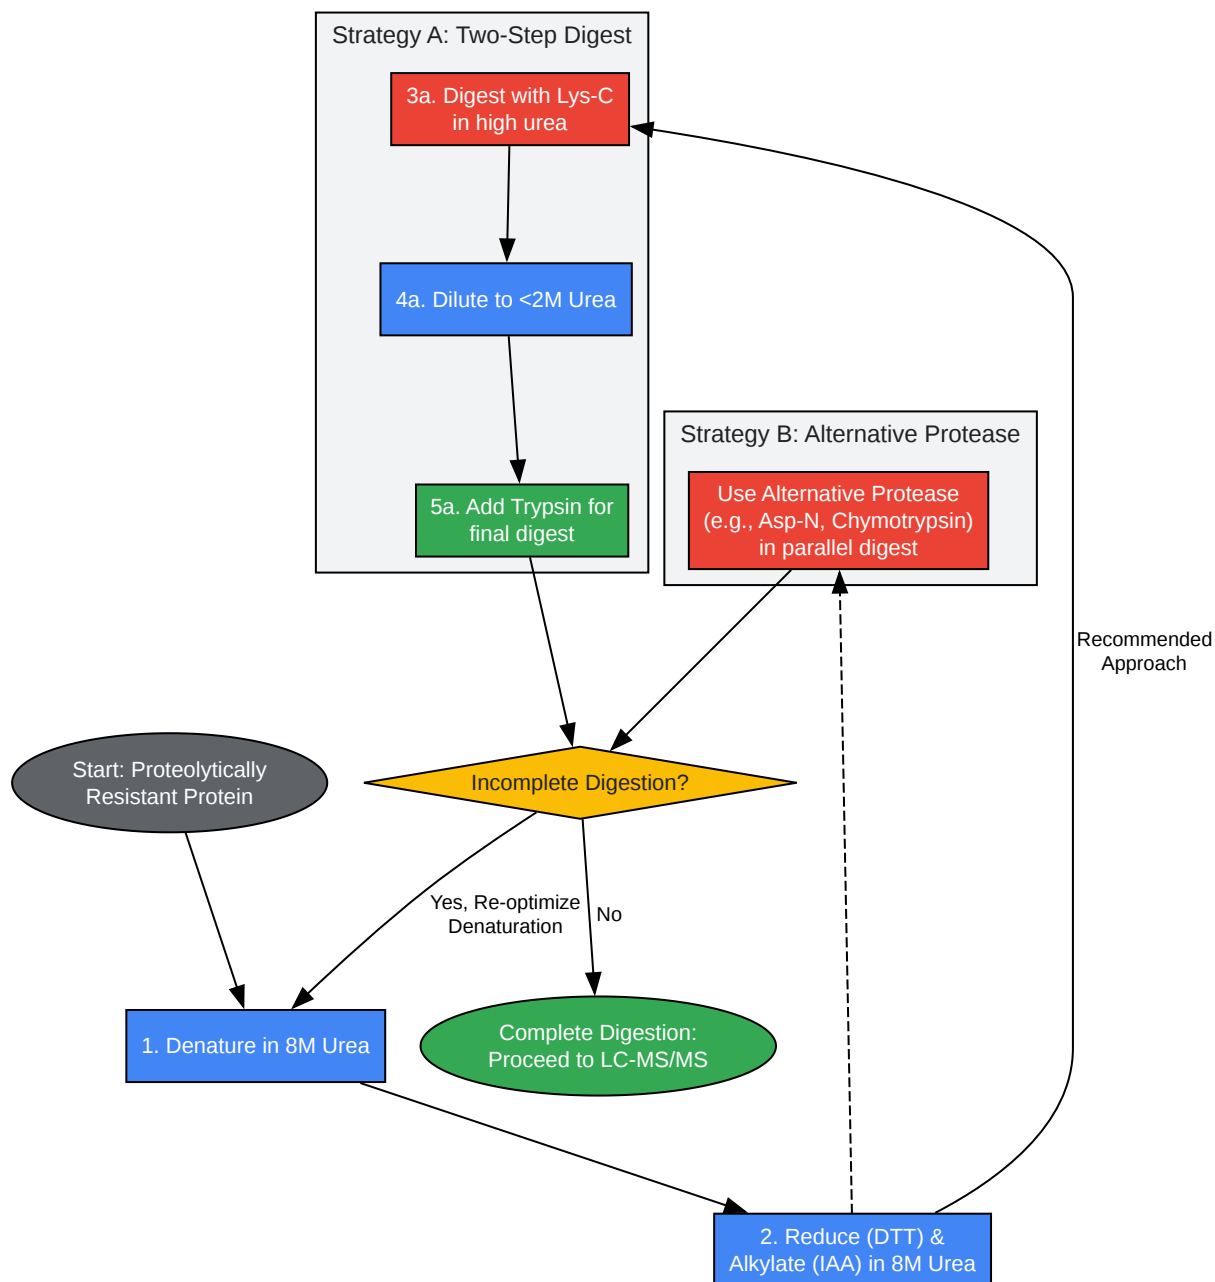 Strategy A: Two-Step Digest
3a. Digest with Lys-C
in high urea
4a. Dilute to <2M Urea
Strategy B: Alternative Protease
Use Alternative Protease
(e.g., Asp-N, Chymotrypsin)
in parallel digest
5a. Add Trypsin for
final digest
Recommended
Approach
Start: Proteolytically
Resistant Protein
Incomplete Digestion?
Yes, Re-optimize
Denaturation
No
1. Denature in 8M Urea
Complete Digestion:
Proceed to LC-MS/MS
2. Reduce (DTT) &
Alkylate (IAA) in 8M Urea